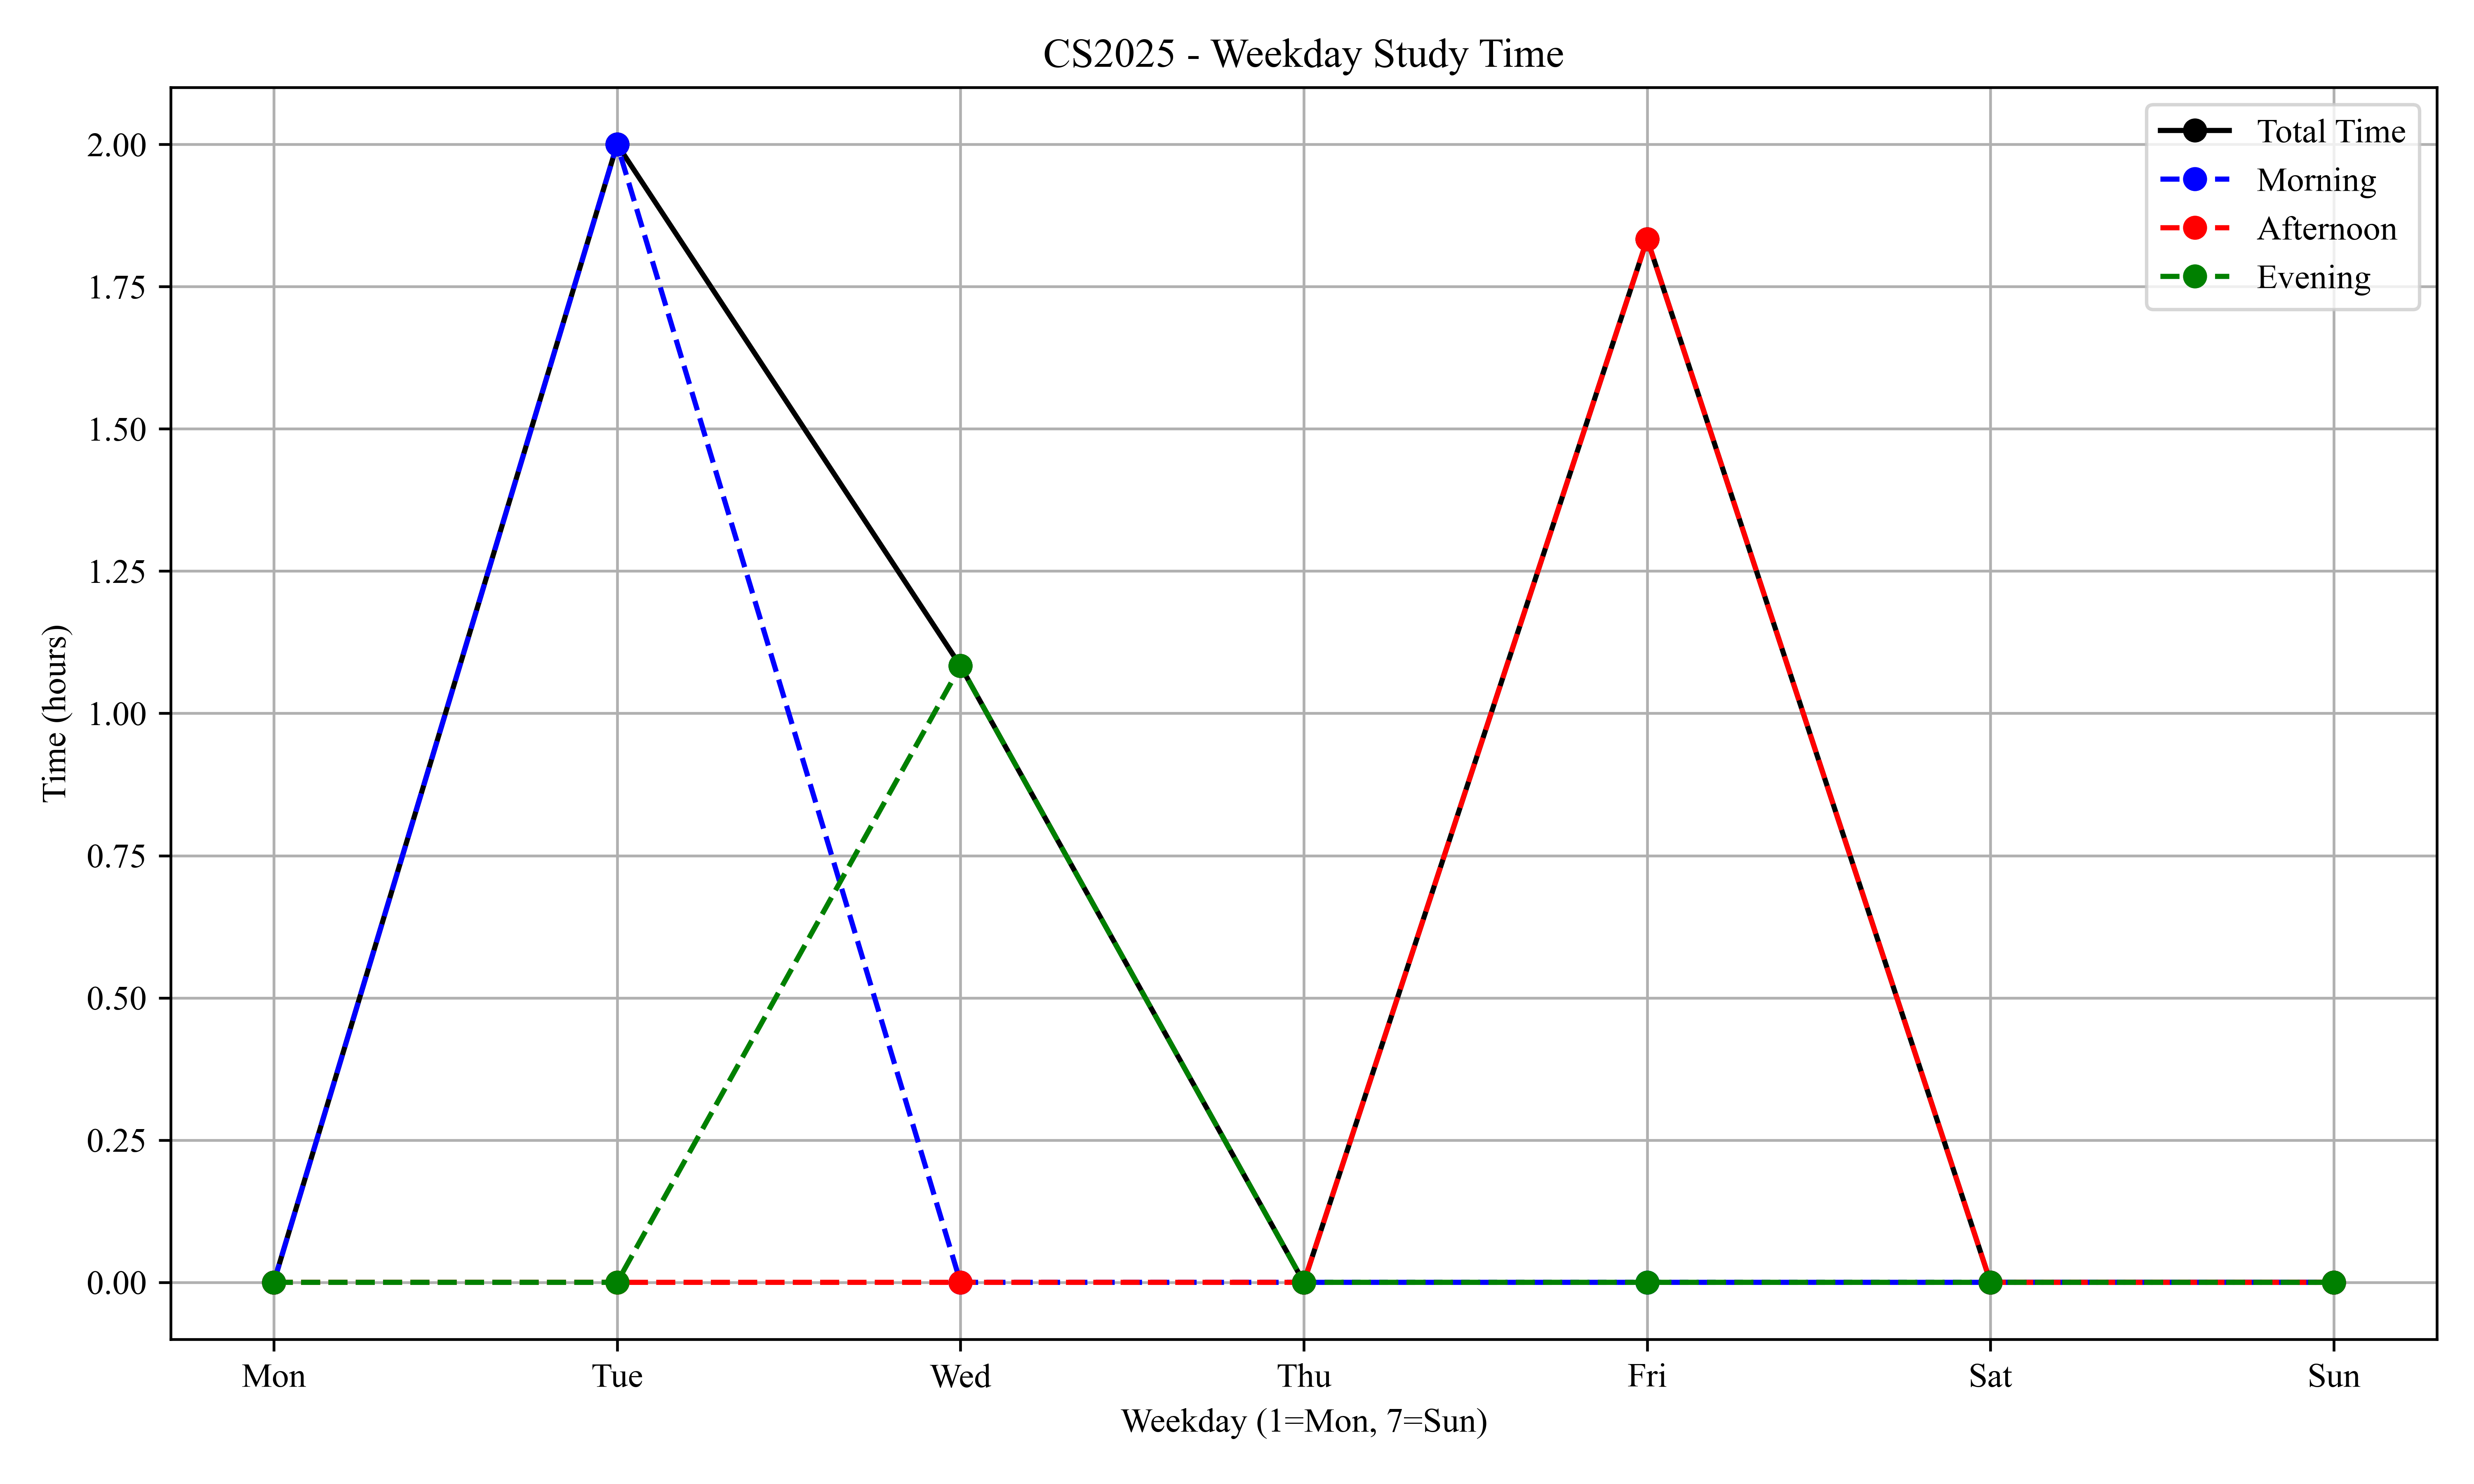 CS2025 - Weekday Study Time
Total Time
Morning
Afternoon
Evening
2.00
1.75
1.50
1.25
1.00
0.75
0.50
0.25
0.00
Time (hours)
Mon Tue Wed Thu Fri Sat Sun
Weekday (1=Mon, 7=Sun)